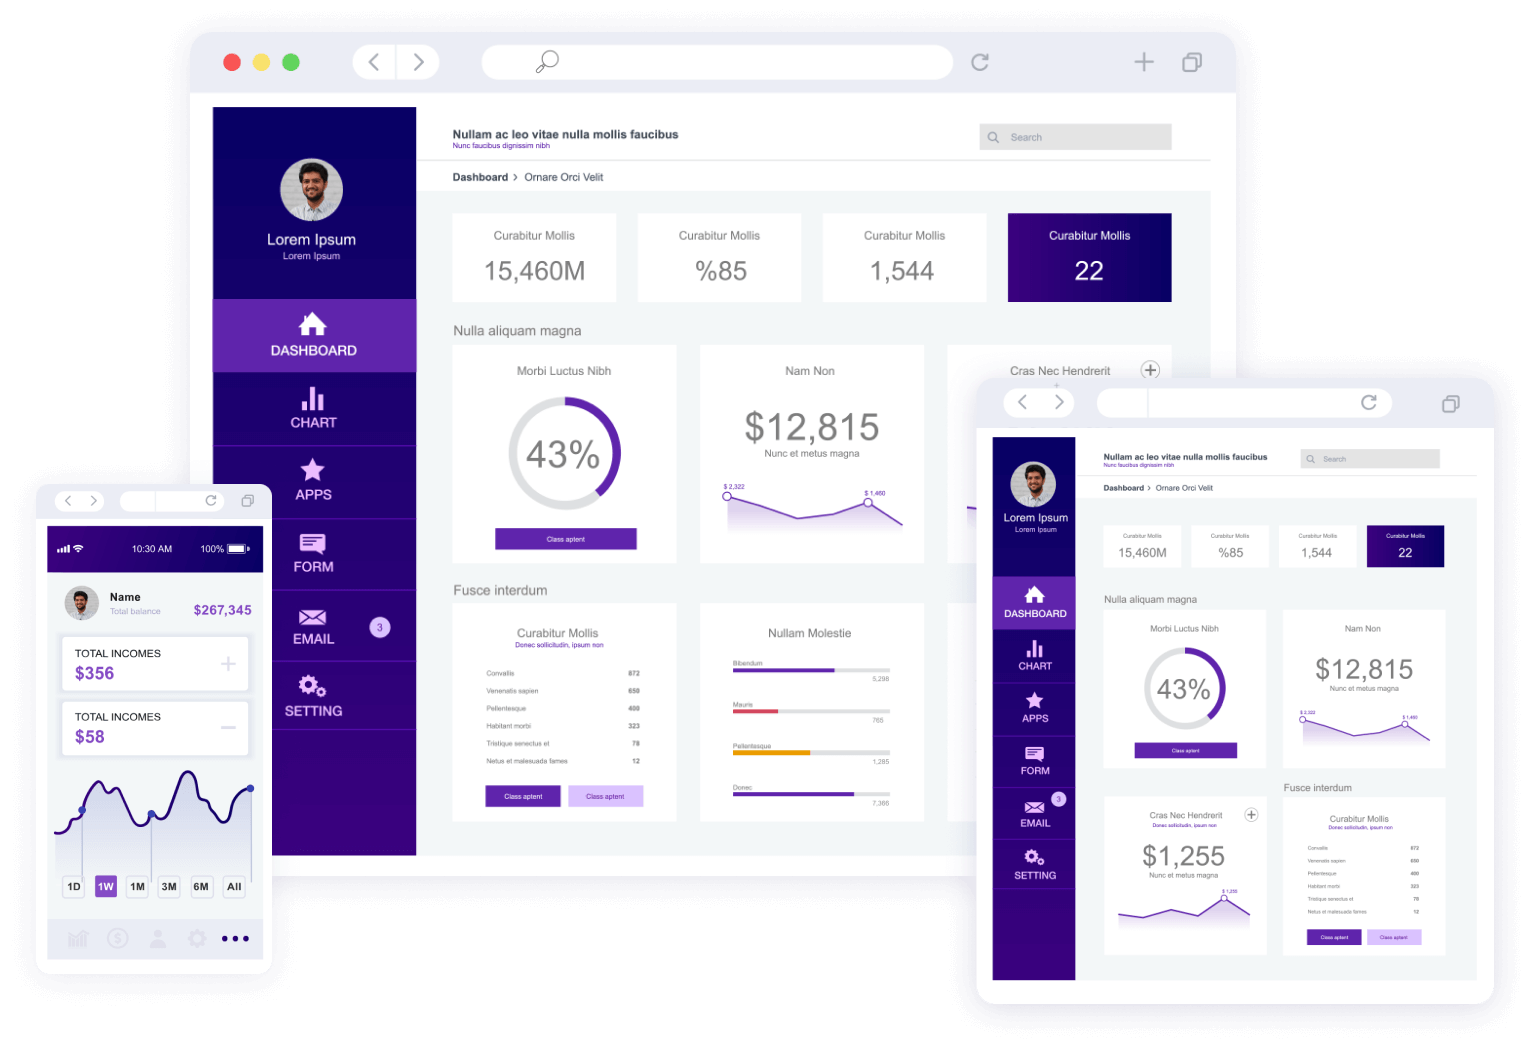 Nullam ac leo vitae nulla mollis faucibus
Nunc faucibus dignissim nibh
Search
Dashboard > Ornare Orci Velit
Lorem Ipsum
Lorem Ipsum
DASHBOARD
CHART
APPS
FORM
EMAIL 3
SETTING
Curabitur Mollis
15,460M
Curabitur Mollis
%85
Curabitur Mollis
1,544
Curabitur Mollis
22
Nulla aliquam magna
Morbi Luctus Nibh
43%
Class aptent
Nam Non
$12,815
Nunc et metus magna
$ 2,322
$ 1,460
Cras Nec Hendrerit
Fusce interdum
Curabitur Mollis
Donec sollicitudin, ipsum non
Convallis 872
Venenatis sapien 650
Pellentesque 400
Habitant morbi 323
Tristique senectus et 78
Netus et malesuada fames 12
Class aptent
Class aptent
Nullam Molestie
Bibendum
5,298
Mauris
765
Pellentesque
1,285
Donec
7,366
10:30 AM
100%
Name
Total balance
$267,345
TOTAL INCOMES
$356
TOTAL INCOMES
$58
1D 1W 1M 3M 6M All
Nullam ac leo vitae nulla mollis faucibus
Nunc faucibus dignissim nibh
Search
Dashboard > Ornare Orci Velit
Lorem Ipsum
Lorem Ipsum
DASHBOARD
CHART
APPS
FORM
EMAIL 3
SETTING
Curabitur Mollis
15,460M
Curabitur Mollis
%85
Curabitur Mollis
1,544
Curabitur Mollis
22
Nulla aliquam magna
Morbi Luctus Nibh
43%
Class aptent
Nam Non
$12,815
Nunc et metus magna
$ 2,322
$ 1,460
Cras Nec Hendrerit
Donec sollicitudin, ipsum non
$1,255
Nunc et metus magna
$ 1,255
Fusce interdum
Curabitur Mollis
Donec sollicitudin, ipsum non
Convallis 872
Venenatis sapien 650
Pellentesque 400
Habitant morbi 323
Tristique senectus et 78
Netus et malesuada fames 12
Class aptent
Class aptent